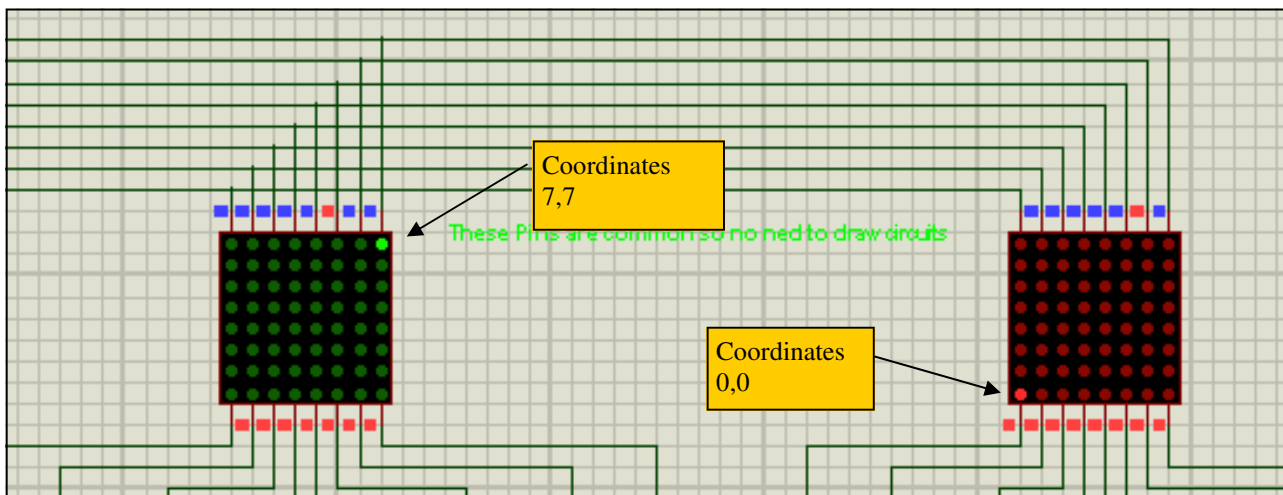 Coordinates
7,7
These Pins are common so no ned to draw circuits
Coordinates
0,0